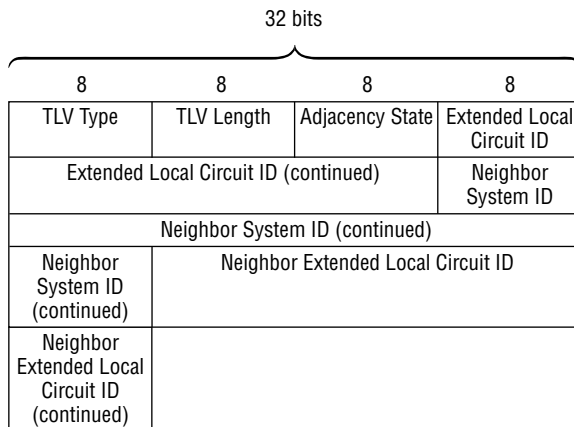 32 bits
8 8 8 8
TLV Type TLV Length Adjacency State Extended Local
Circuit ID
Extended Local Circuit ID (continued) Neighbor
System ID
Neighbor System ID (continued)
Neighbor
System ID
(continued)
Neighbor Extended Local Circuit ID
Neighbor
Extended Local
Circuit ID
(continued)